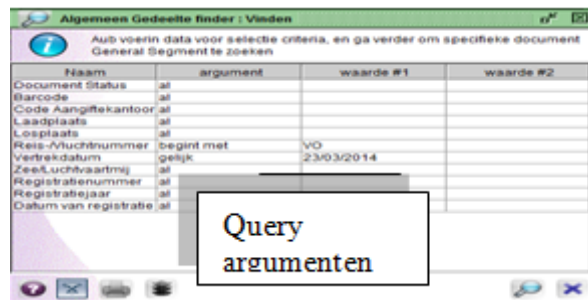 Algemeen Gedeelte finder : Vinden
Aub voerin data voor selectie criteria, en ga verder om specifieke document
General Segment te zoeken
Naam argument waarde #1 waarde #2
Document Status al
Barcode al
Code Aangiftekantoor al
Laadplaats al
Losplaats al
Reis-/Vluchtnummer begint met VO
Vertrekdatum gelijk 23/03/2014
Zee/Luchtvaartmij al
Registratienummer al
Registratiejaar al
Datum van registratie al
Query
argumenten